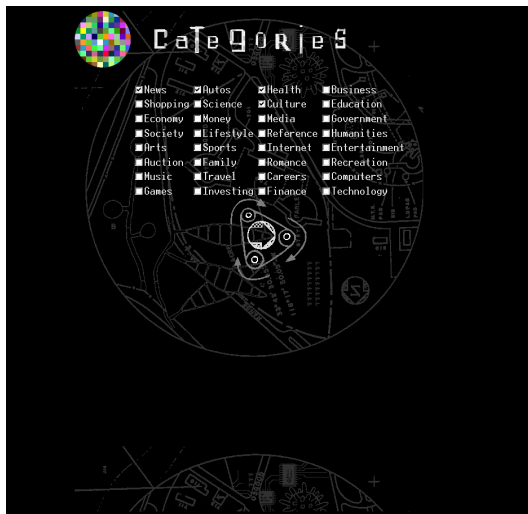 CaTeGORieS
News Autos Health Business
Shopping Science Culture Education
Economy Money Media Government
Society Lifestyle Reference Humanities
Arts Sports Internet Entertainment
Auction Family Romance Recreation
Music Travel Careers Computers
Games Investing Finance Technology